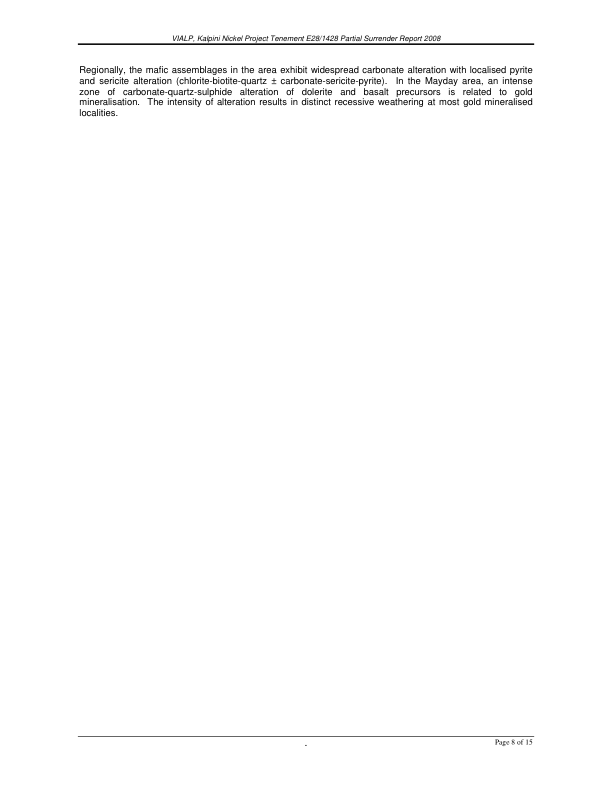 VIALP, Kalpini Nickel Project Tenement E28/1428 Partial Surrender Report 2008
Regionally, the mafic assemblages in the area exhibit widespread carbonate alteration with localised pyrite
and sericite alteration (chlorite-biotite-quartz ± carbonate-sericite-pyrite).  In the Mayday area, an intense
zone of carbonate-quartz-sulphide alteration of dolerite and basalt precursors is related to gold
mineralisation.  The intensity of alteration results in distinct recessive weathering at most gold mineralised
localities.
-
Page 8 of 15